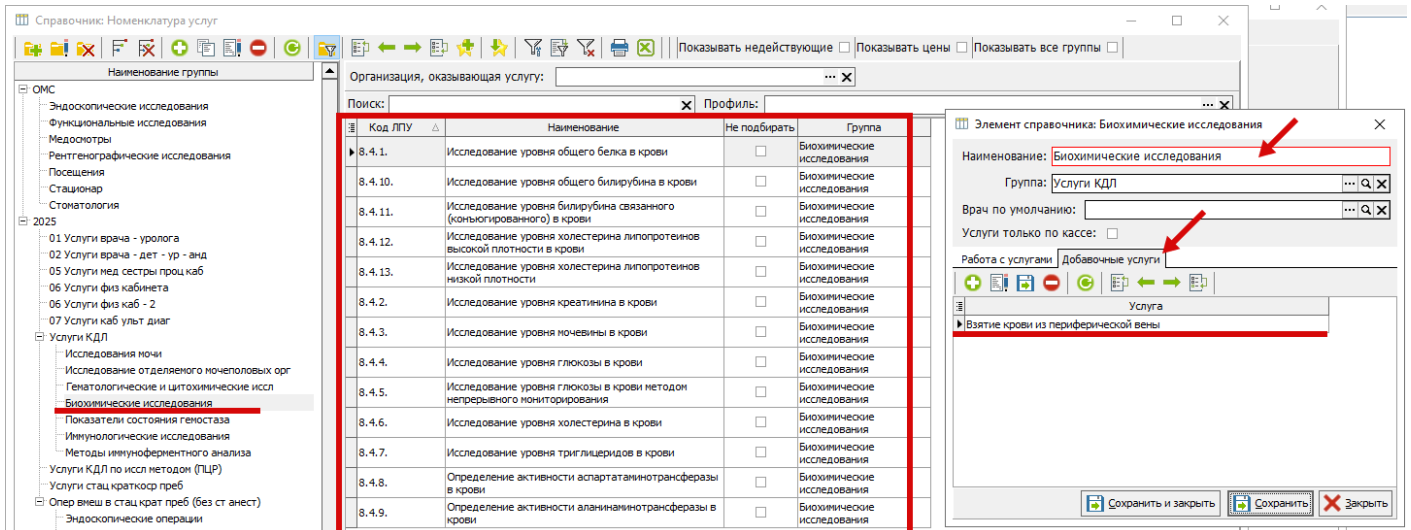 Справочник: Номенклатура услуг
Показывать недействующие
Показывать цены
Показывать все группы
Наименование группы
ОМС
Эндоскопические исследования
Функциональные исследования
Медосмотры
Рентгенографические исследования
Посещения
Стационар
Стоматология
2025
01 Услуги врача - уролога
02 Услуги врача - дет - ур - анд
05 Услуги мед сестры проц каб
06 Услуги физ кабинета
06 Услуги физ каб - 2
07 Услуги каб ульт диаг
Услуги КДЛ
Исследования мочи
Исследование отделяемого мочеполовых орг
Гематологические и цитохимические иссл
Биохимические исследования
Показатели состояния гемостаза
Иммунологические исследования
Методы иммуноферментного анализа
Услуги КДЛ по иссл методом (ПЦР)
Услуги стац краткоср преб
Опер вмеш в стац крат преб (без ст анест)
Эндоскопические операции
Организация, оказывающая услугу:
Поиск:
Профиль:
Код ЛПУ Наименование Не подбирать Группа
8.4.1. Исследование уровня общего белка в крови Биохимические
исследования
8.4.10. Исследование уровня общего билирубина в крови Биохимические
исследования
8.4.11. Исследование уровня билирубина связанного Биохимические
(конъюгированного) в крови исследования
8.4.12. Исследование уровня холестерина липопротеинов Биохимические
высокой плотности в крови исследования
8.4.13. Исследование уровня холестерина липопротеинов Биохимические
низкой плотности исследования
8.4.2. Исследование уровня креатинина в крови Биохимические
исследования
8.4.3. Исследование уровня мочевины в крови Биохимические
исследования
8.4.4. Исследование уровня глюкозы в крови Биохимические
исследования
8.4.5. Исследование уровня глюкозы в крови методом Биохимические
непрерывного мониторирования исследования
8.4.6. Исследование уровня холестерина в крови Биохимические
исследования
8.4.7. Исследование уровня триглицеридов в крови Биохимические
исследования
8.4.8. Определение активности аспартатаминотрансферазы Биохимические
в крови исследования
8.4.9. Определение активности аланинаминотрансферазы в Биохимические
крови исследования
Элемент справочника: Биохимические исследования
Наименование: Биохимические исследования
Группа: Услуги КДЛ
Врач по умолчанию:
Услуги только по кассе:
Работа с услугами Добавочные услуги
Услуга
Взятие крови из периферической вены
Сохранить и закрыть Сохранить Закрыть